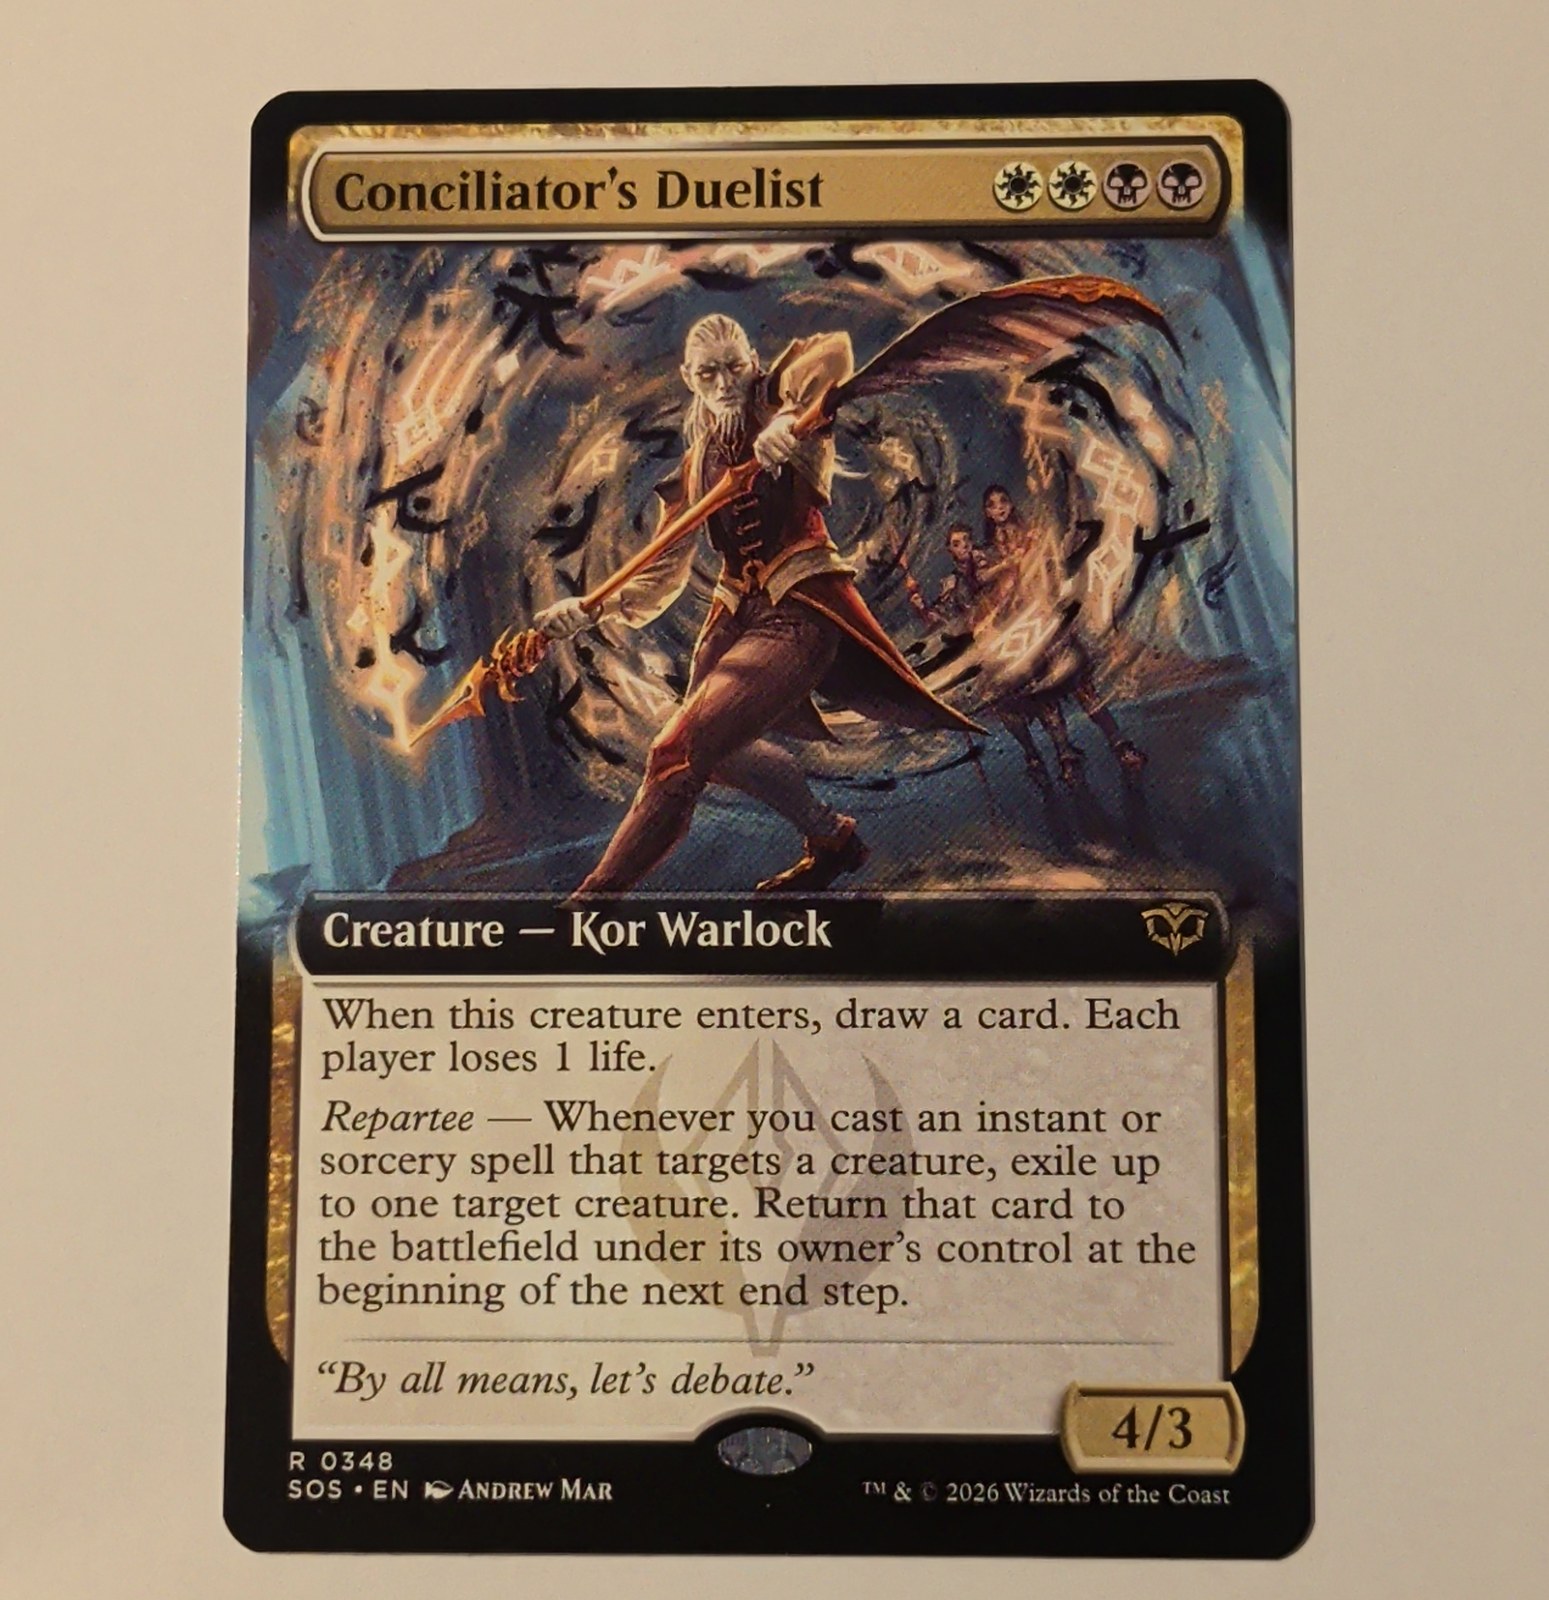 Conciliator's Duelist
Creature — Kor Warlock
When this creature enters, draw a card. Each
player loses 1 life.
Repartee — Whenever you cast an instant or
sorcery spell that targets a creature, exile up
to one target creature. Return that card to
the battlefield under its owner's control at the
beginning of the next end step.
“By all means, let's debate.”
4/3
R 0348
SOS • EN ANDREW MAR
™ & © 2026 Wizards of the Coast